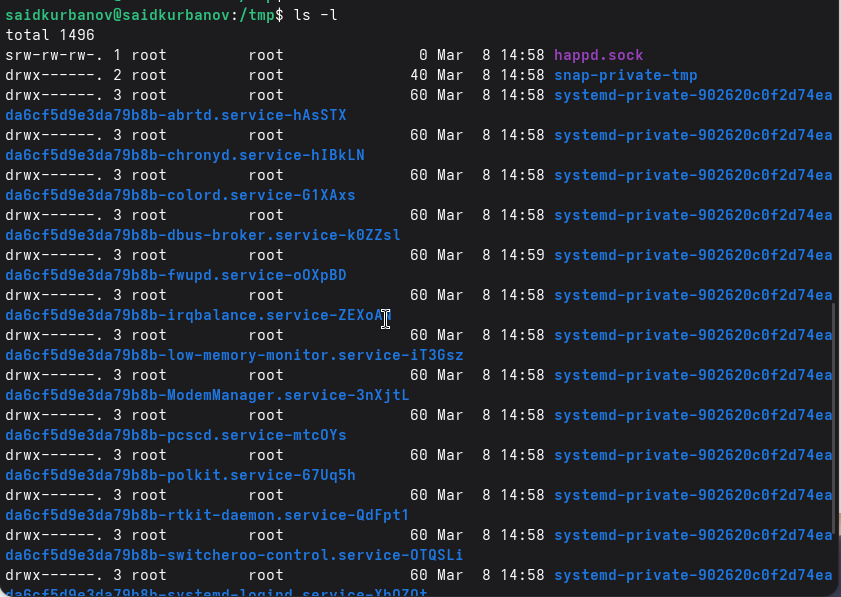 saidkurbanov@saidkurbanov:/tmp$ ls -l
total 1496
srw-rw-rw-. 1 root         root               0 Mar  8 14:58 happd.sock
drwx------. 2 root         root              40 Mar  8 14:58 snap-private-tmp
drwx------. 3 root         root              60 Mar  8 14:58 systemd-private-902620c0f2d74ea
da6cf5d9e3da79b8b-abrtd.service-hAsSTX
drwx------. 3 root         root              60 Mar  8 14:58 systemd-private-902620c0f2d74ea
da6cf5d9e3da79b8b-chronyd.service-hIBkLN
drwx------. 3 root         root              60 Mar  8 14:58 systemd-private-902620c0f2d74ea
da6cf5d9e3da79b8b-colord.service-G1XAxs
drwx------. 3 root         root              60 Mar  8 14:58 systemd-private-902620c0f2d74ea
da6cf5d9e3da79b8b-dbus-broker.service-k0ZZsl
drwx------. 3 root         root              60 Mar  8 14:59 systemd-private-902620c0f2d74ea
da6cf5d9e3da79b8b-fwupd.service-oOXpBD
drwx------. 3 root         root              60 Mar  8 14:58 systemd-private-902620c0f2d74ea
drwx------. 3 root         root              60 Mar  8 14:58 systemd-private-902620c0f2d74ea
da6cf5d9e3da79b8b-low-memory-monitor.service-iT3Gsz
drwx------. 3 root         root              60 Mar  8 14:58 systemd-private-902620c0f2d74ea
da6cf5d9e3da79b8b-ModemManager.service-3nXjtL
drwx------. 3 root         root              60 Mar  8 14:58 systemd-private-902620c0f2d74ea
da6cf5d9e3da79b8b-pcscd.service-mtcOYs
drwx------. 3 root         root              60 Mar  8 14:58 systemd-private-902620c0f2d74ea
da6cf5d9e3da79b8b-polkit.service-67Uq5h
drwx------. 3 root         root              60 Mar  8 14:58 systemd-private-902620c0f2d74ea
da6cf5d9e3da79b8b-rtkit-daemon.service-QdFpt1
drwx------. 3 root         root              60 Mar  8 14:58 systemd-private-902620c0f2d74ea
da6cf5d9e3da79b8b-switcheroo-control.service-OTQSLi
drwx------. 3 root         root              60 Mar  8 14:58 systemd-private-902620c0f2d74ea